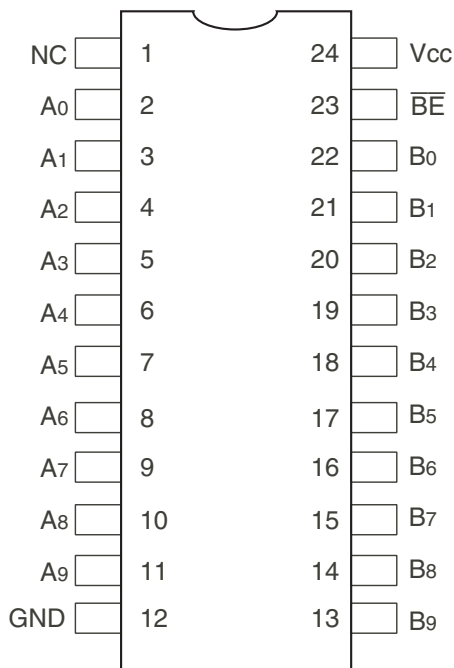 NC 1 24 Vcc
A0 2 23 B̅E̅
A1 3 22 B0
A2 4 21 B1
A3 5 20 B2
A4 6 19 B3
A5 7 18 B4
A6 8 17 B5
A7 9 16 B6
A8 10 15 B7
A9 11 14 B8
GND 12 13 B9